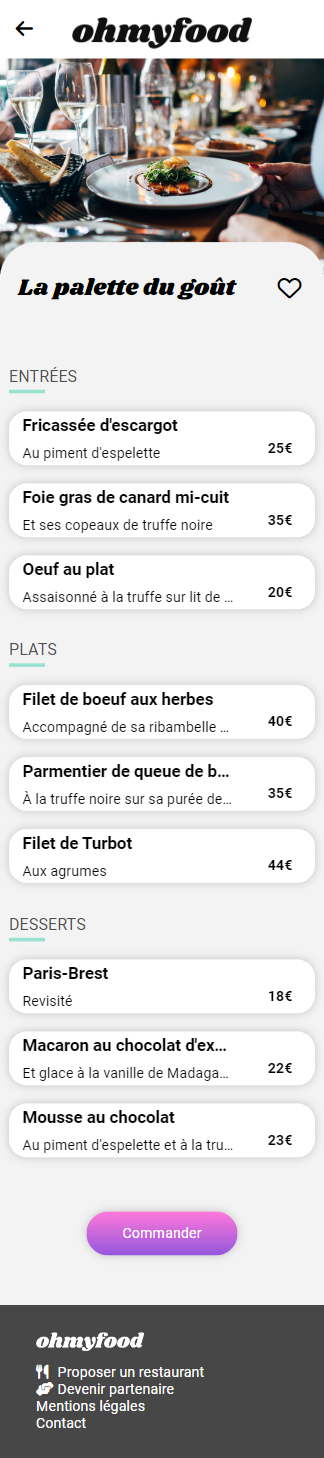 ohmyfood
La palette du goût
ENTRÉES
Fricassée d'escargot
Au piment d'espelette
25€
Foie gras de canard mi-cuit
Et ses copeaux de truffe noire
35€
Oeuf au plat
Assaisonné à la truffe sur lit de ...
20€
PLATS
Filet de boeuf aux herbes
Accompagné de sa ribambelle ...
40€
Parmentier de queue de b...
À la truffe noire sur sa purée de...
35€
Filet de Turbot
Aux agrumes
44€
DESSERTS
Paris-Brest
Revisité
18€
Macaron au chocolat d'ex...
Et glace à la vanille de Madaga...
22€
Mousse au chocolat
Au piment d'espelette et à la tru...
23€
Commander
ohmyfood
Proposer un restaurant
Devenir partenaire
Mentions légales
Contact